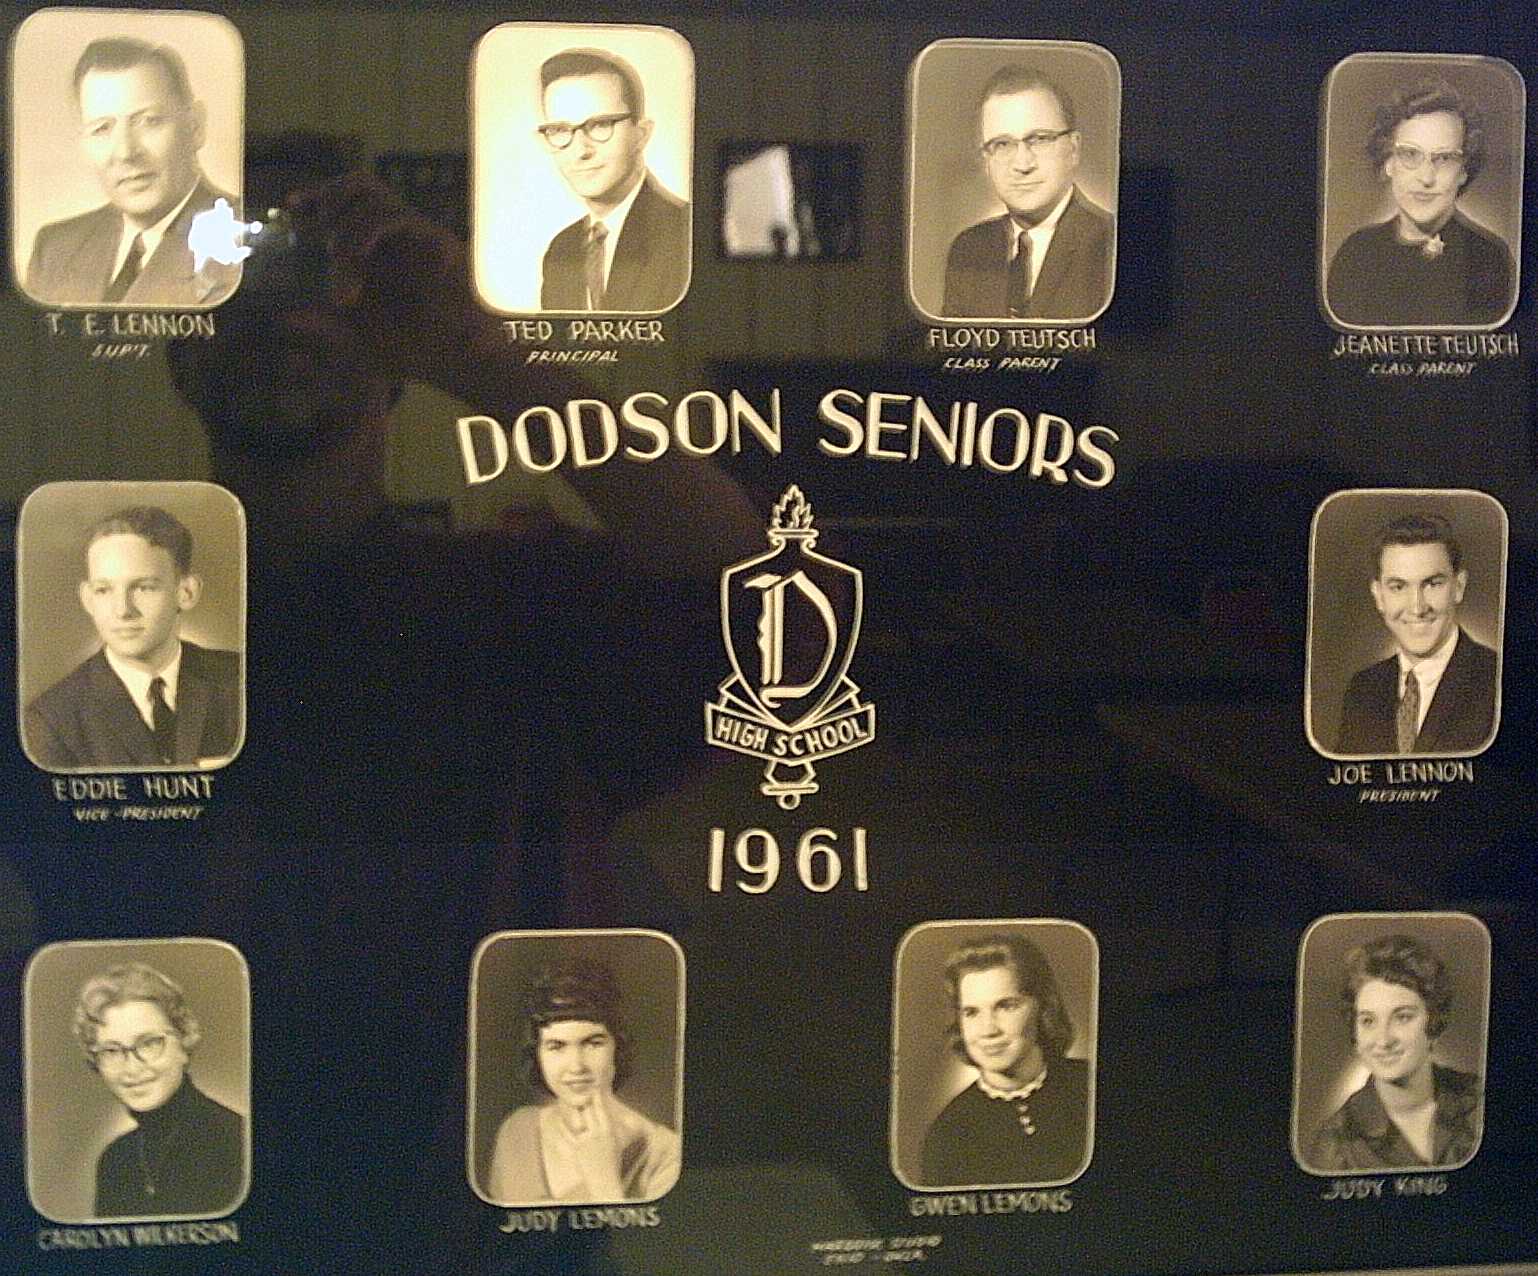 T. E. LENNON
SUP'T.
TED PARKER
PRINCIPAL
FLOYD TEUTSCH
CLASS PARENT
JEANETTE TEUTSCH
CLASS PARENT
DODSON SENIORS
D
HIGH SCHOOL
1961
EDDIE HUNT
VICE-PRESIDENT
JOE LENNON
PRESIDENT
CAROLYN WILKERSON
JUDY LEMONS
GWEN LEMONS
JUDY KING
OKLA.